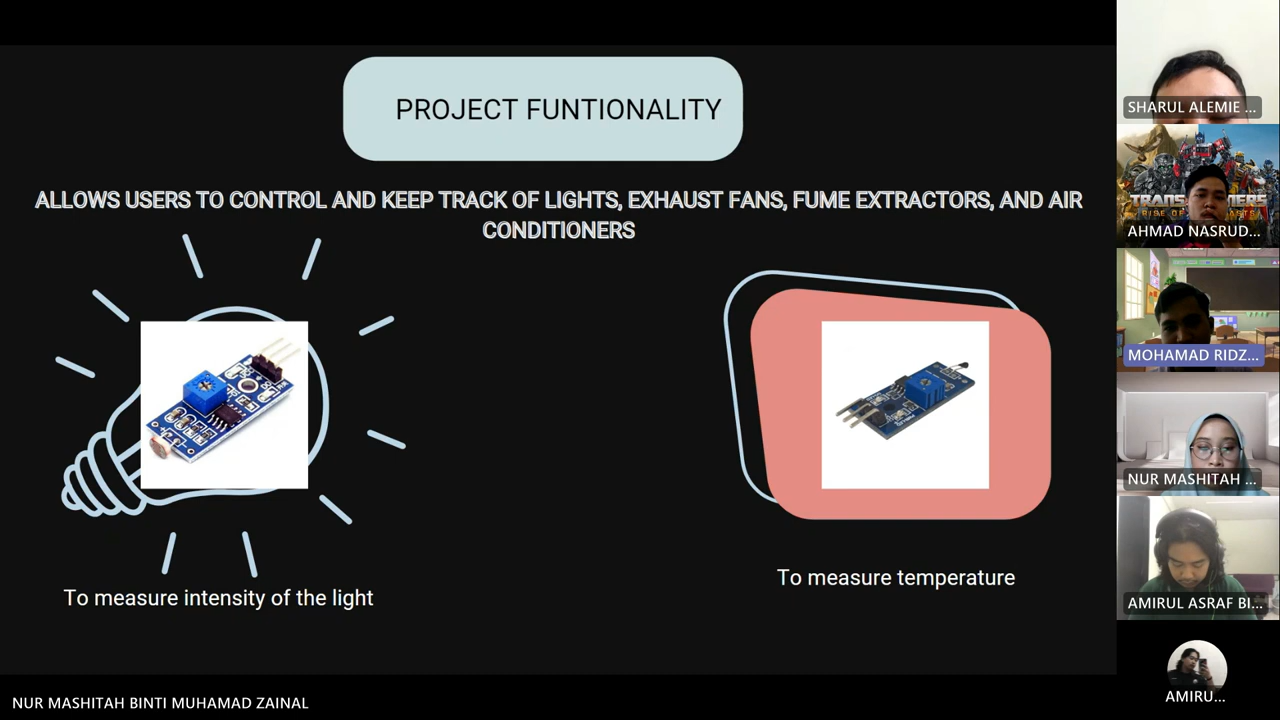 PROJECT FUNTIONALITY
ALLOWS USERS TO CONTROL AND KEEP TRACK OF LIGHTS, EXHAUST FANS, FUME EXTRACTORS, AND AIR
CONDITIONERS
To measure intensity of the light
To measure temperature
NUR MASHITAH BINTI MUHAMAD ZAINAL
SHARUL ALEMIE ...
AHMAD NASRUD...
MOHAMAD RIDZ...
NUR MASHITAH ...
AMIRUL ASRAF BI...
AMIRU...